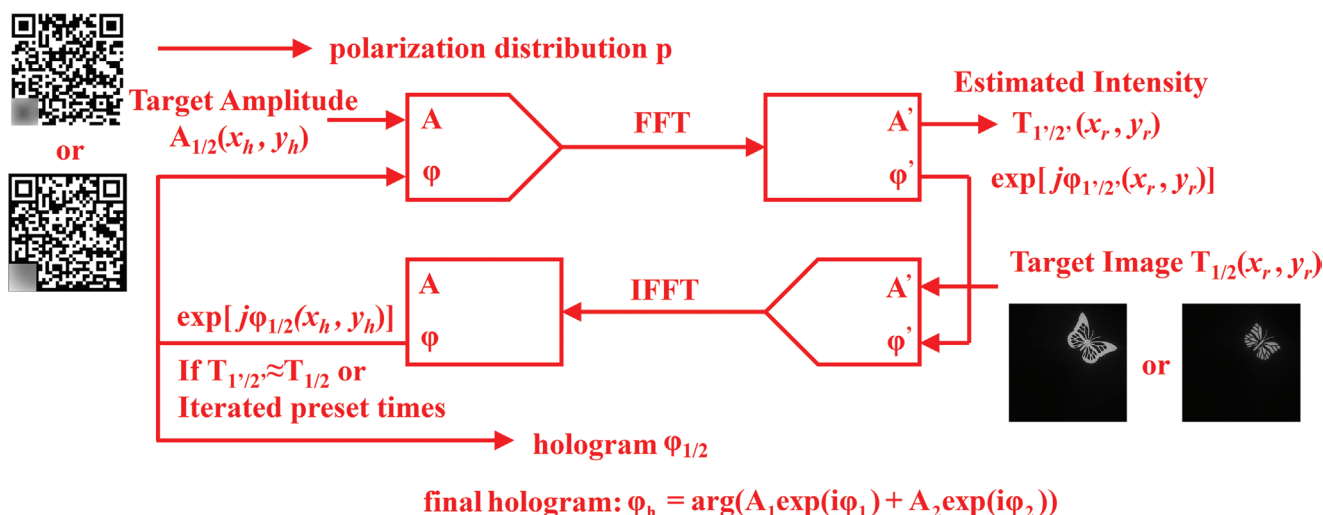 polarization distribution p
Target Amplitude
A1/2(xh, yh)
or
A
φ
FFT
A’
φ’
Estimated Intensity
T1’/2’ (xr, yr)
exp[ jφ1’/2’(xr, yr)]
Target Image T1/2(xr, yr)
A’
φ’
IFFT
A
φ
exp[ jφ1/2(xh, yh)]
If T1’/2’≈T1/2 or
Iterated preset times
or
hologram φ1/2
final hologram: φh = arg(A1exp(iφ1) + A2exp(iφ2))